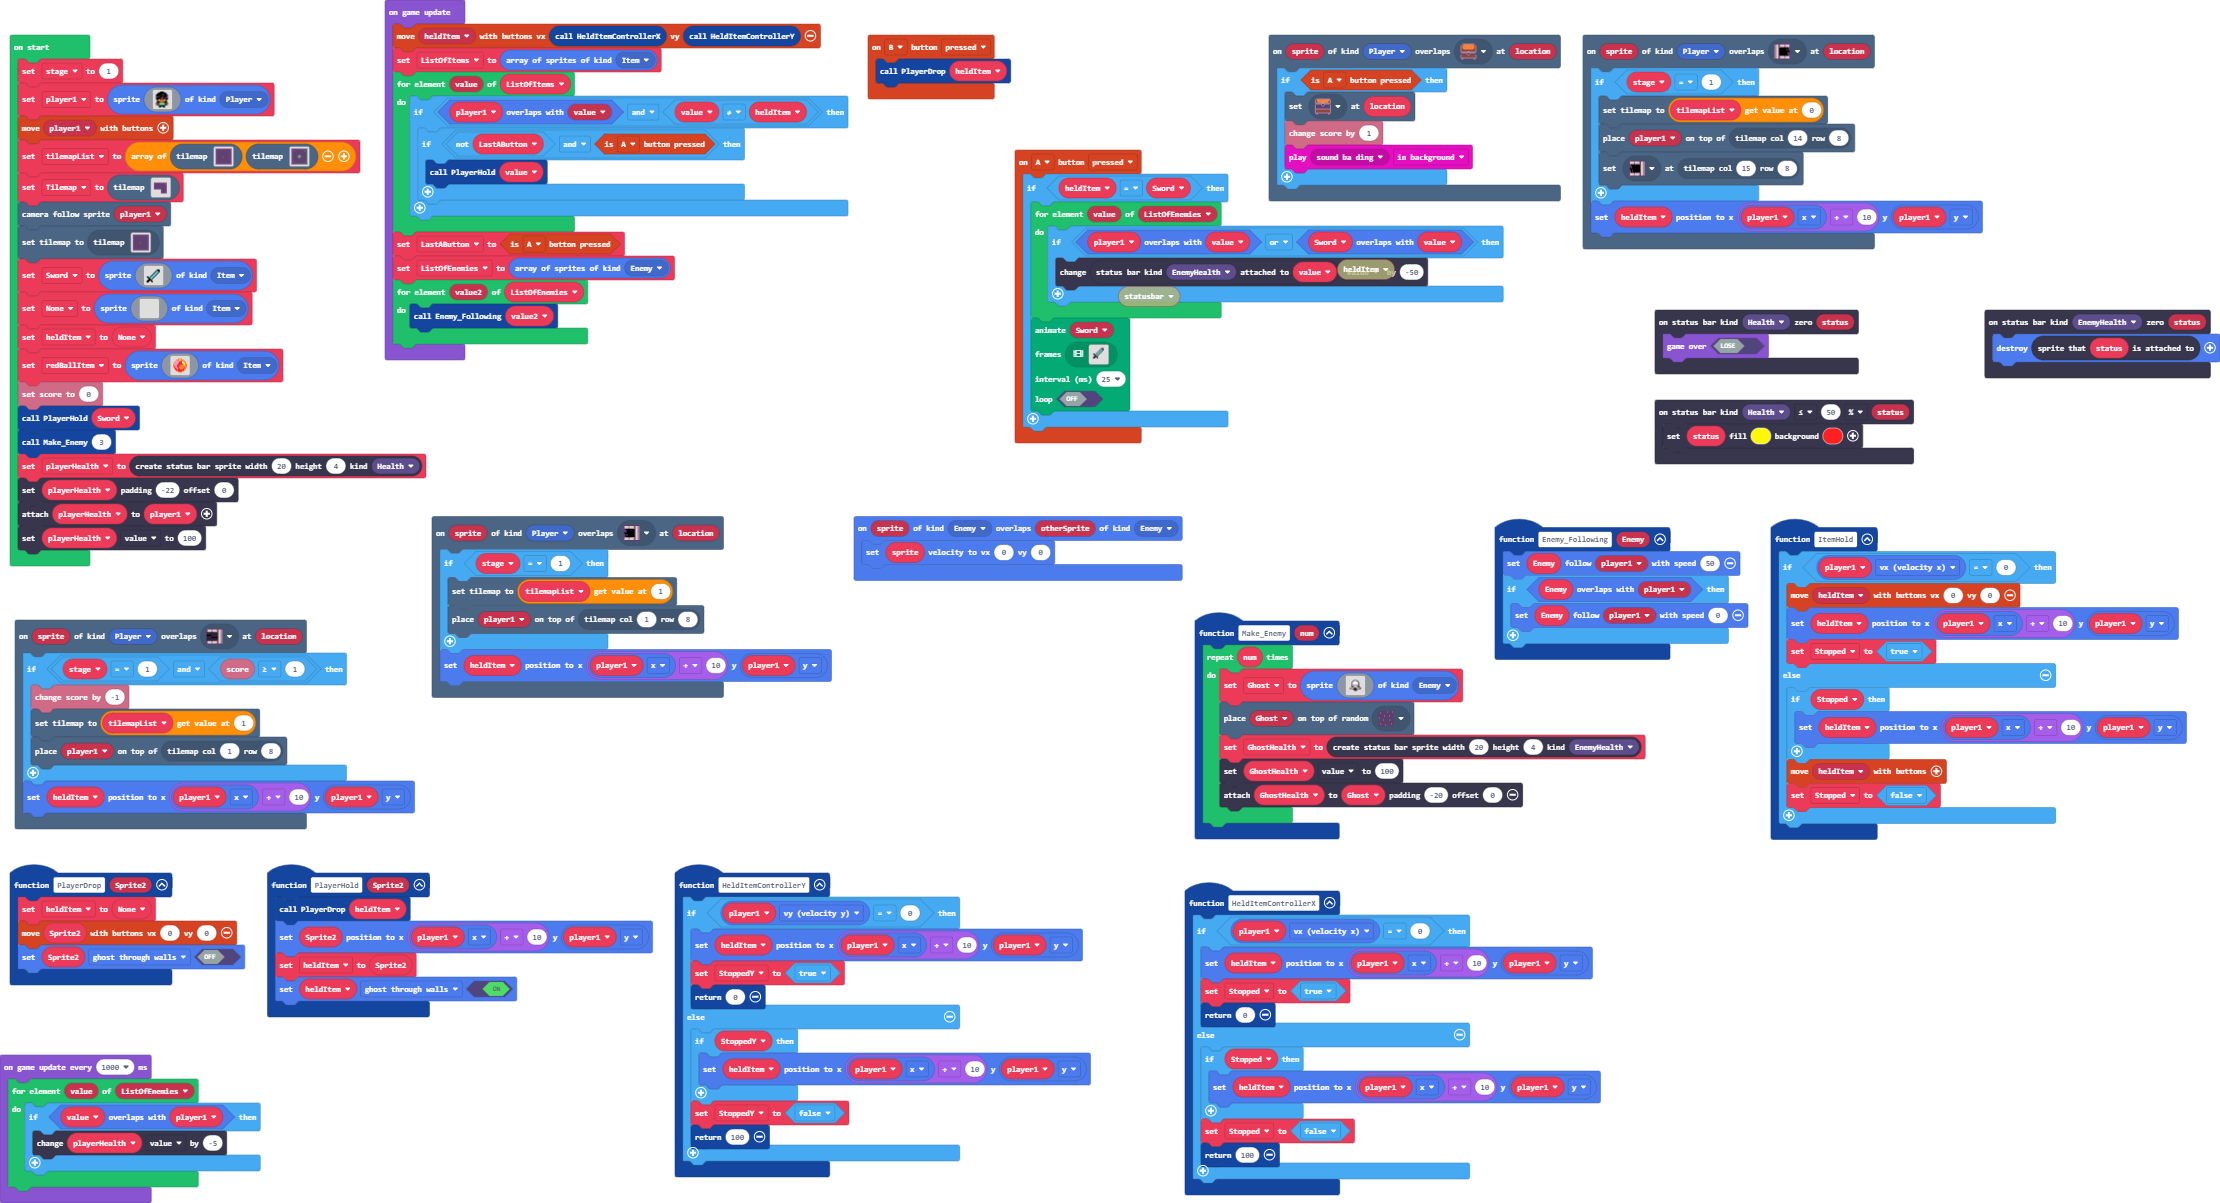 on start
set stage to 1
set player1 to sprite of kind Player
move player1 with buttons
set tilemapList to array of tilemap tilemap
set Tilemap to tilemap
camera follow sprite player1
set tilemap to tilemap
set Sword to sprite of kind Item
set None to sprite of kind Item
set heldItem to None
set redBallItem to sprite of kind Item
set score to 0
call PlayerHold Sword
call Make_Enemy 3
set playerHealth to create status bar sprite width 20 height 4 kind Health
set playerHealth padding -22 offset 0
attach playerHealth to player1
set playerHealth value to 100
on game update
move heldItem with buttons vx call HeldItemControllerX vy call HeldItemControllerY
set ListOfItems to array of sprites of kind Item
for element value of ListOfItems
do
if player1 overlaps with value and value ≠ heldItem then
if not LastAButton and is A button pressed then
call PlayerHold value
set LastAButton to is A button pressed
set ListOfEnemies to array of sprites of kind Enemy
for element value2 of ListOfEnemies
do call Enemy_Following value2
on B button pressed
call PlayerDrop heldItem
on A button pressed
if heldItem = Sword then
for element value of ListOfEnemies
do
if player1 overlaps with value or Sword overlaps with value then
change status bar kind EnemyHealth attached to value heldItem y -50
statusbar
animate Sword
frames
interval (ms) 25
loop OFF
on sprite of kind Player overlaps at location
if is A button pressed then
set at location
change score by 1
play sound ba ding in background
on sprite of kind Player overlaps at location
if stage = 1 then
set tilemap to tilemapList get value at 0
place player1 on top of tilemap col 14 row 8
set at tilemap col 15 row 8
set heldItem position to x player1 x + 10 y player1 y
on status bar kind Health zero status
game over LOSE
on status bar kind EnemyHealth zero status
destroy sprite that status is attached to
on status bar kind Health ≤ 50 % status
set status fill background
on sprite of kind Player overlaps at location
if stage = 1 then
set tilemap to tilemapList get value at 1
place player1 on top of tilemap col 1 row 8
set heldItem position to x player1 x + 10 y player1 y
on sprite of kind Enemy overlaps otherSprite of kind Enemy
set sprite velocity to vx 0 vy 0
function Enemy_Following Enemy
set Enemy follow player1 with speed 50
if Enemy overlaps with player1 then
set Enemy follow player1 with speed 0
function ItemHold
if player1 vx (velocity x) = 0 then
move heldItem with buttons vx 0 vy 0
set heldItem position to x player1 x + 10 y player1 y
set Stopped to true
else
if Stopped then
set heldItem position to x player1 x + 10 y player1 y
move heldItem with buttons
set Stopped to false
on sprite of kind Player overlaps at location
if stage = 1 and score ≥ 1 then
change score by -1
set tilemap to tilemapList get value at 1
place player1 on top of tilemap col 1 row 8
set heldItem position to x player1 x + 10 y player1 y
function Make_Enemy num
repeat num times
do
set Ghost to sprite of kind Enemy
place Ghost on top of random
set GhostHealth to create status bar sprite width 20 height 4 kind EnemyHealth
set GhostHealth value to 100
attach GhostHealth to Ghost padding -20 offset 0
function PlayerDrop Sprite2
set heldItem to None
move Sprite2 with buttons vx 0 vy 0
set Sprite2 ghost through walls OFF
function PlayerHold Sprite2
call PlayerDrop heldItem
set Sprite2 position to x player1 x + 10 y player1 y
set heldItem to Sprite2
set heldItem ghost through walls ON
function HeldItemControllerY
if player1 vy (velocity y) = 0 then
set heldItem position to x player1 x + 10 y player1 y
set StoppedY to true
return 0
else
if StoppedY then
set heldItem position to x player1 x + 10 y player1 y
set StoppedY to false
return 100
function HeldItemControllerX
if player1 vx (velocity x) = 0 then
set heldItem position to x player1 x + 10 y player1 y
set Stopped to true
return 0
else
if Stopped then
set heldItem position to x player1 x + 10 y player1 y
set Stopped to false
return 100
on game update every 1000 ms
for element value of ListOfEnemies
do
if value overlaps with player1 then
change playerHealth value by -5